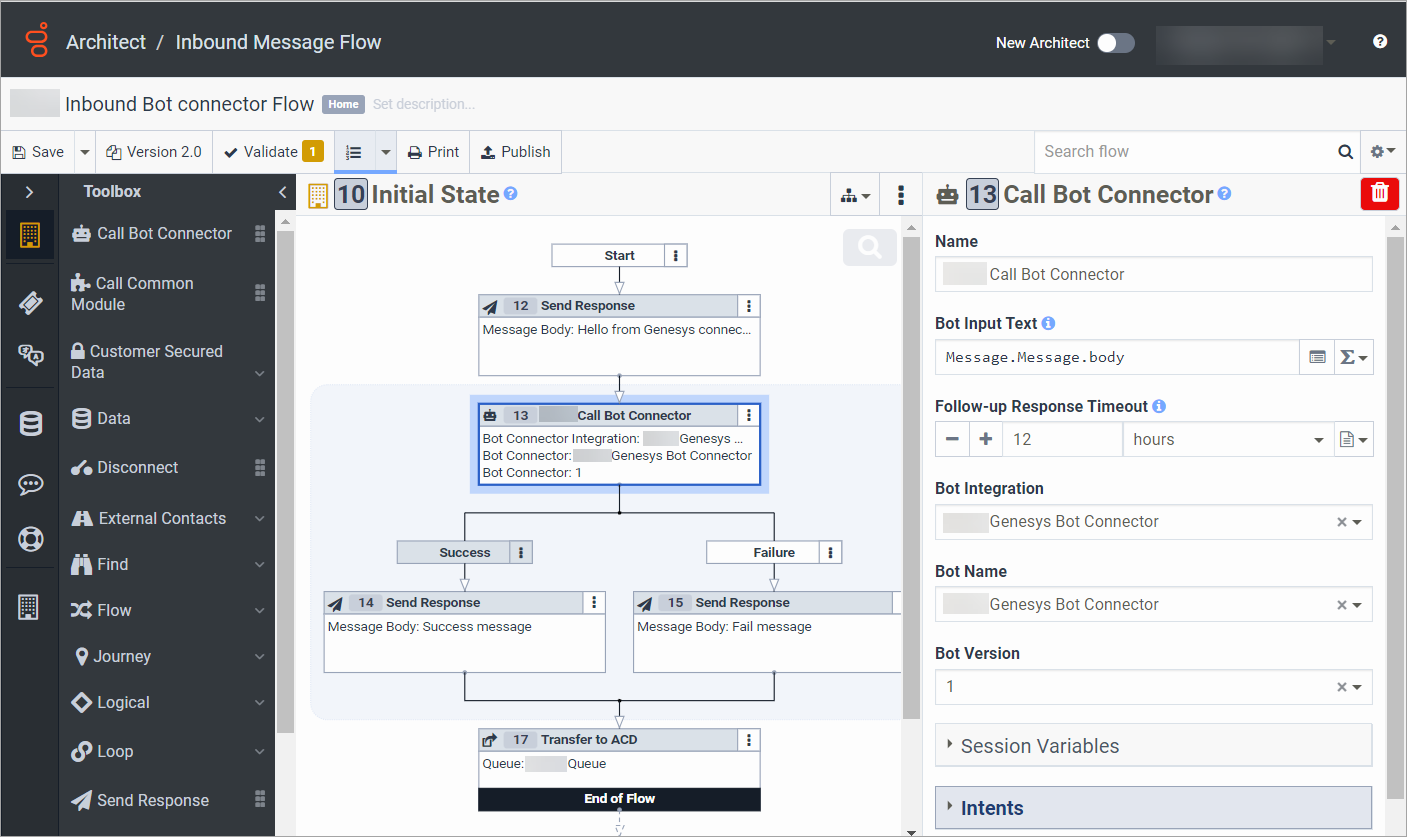 Architect / Inbound Message Flow
New Architect
Inbound Bot connector Flow Home Set description...
Save Version 2.0 Validate 1 Print Publish Search flow
Toolbox
Call Bot Connector
Call Common
Module
Customer Secured
Data
Data
Disconnect
External Contacts
Find
Flow
Journey
Logical
Loop
Send Response
10 Initial State
Start
12 Send Response
Message Body: Hello from Genesys connec...
13 Call Bot Connector
Bot Connector Integration: Genesys ...
Bot Connector: Genesys Bot Connector
Bot Connector: 1
Success
Failure
14 Send Response
Message Body: Success message
15 Send Response
Message Body: Fail message
17 Transfer to ACD
Queue: Queue
End of Flow
13 Call Bot Connector
Name
Call Bot Connector
Bot Input Text
Message.Message.body
Follow-up Response Timeout
12 hours
Bot Integration
Genesys Bot Connector
Bot Name
Genesys Bot Connector
Bot Version
1
Session Variables
Intents